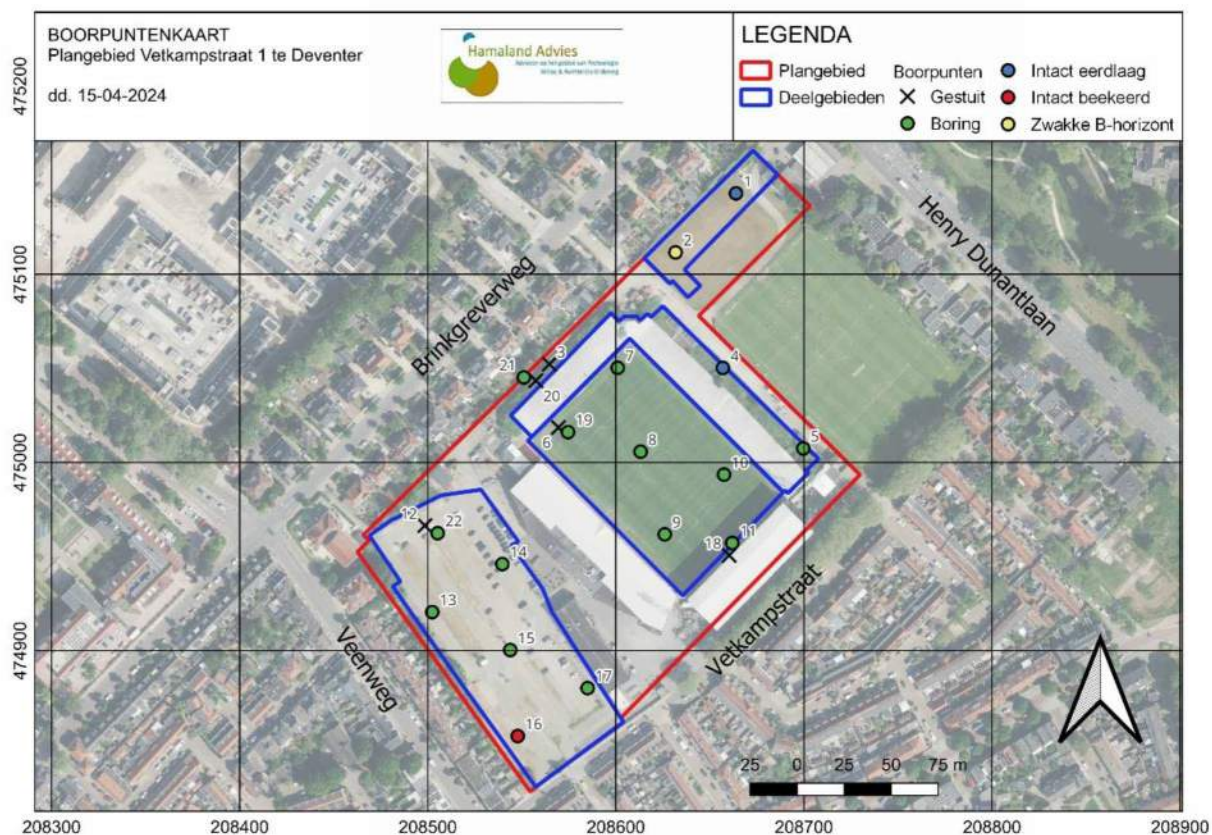 BOORPUNTENKAART
Plangebied Vetkampstraat 1 te Deventer
dd. 15-04-2024
Hamaland Advies
LEGENDA
Plangebied
Deelgebieden
Boorpunten
Gestuit
Boring
Intact eerdlaag
Intact beekeerd
Zwakke B-horizont
475200
475100
475000
474900
Henry Dunantlaan
Brinkgreverweg
Veenweg
Vetkampstraat
1
2
3
21
20
7
4
6
19
8
5
10
9
11
18
12
22
14
13
15
17
16
25 0 25 50 75 m
208300 208400 208500 208600 208700 208800 208900